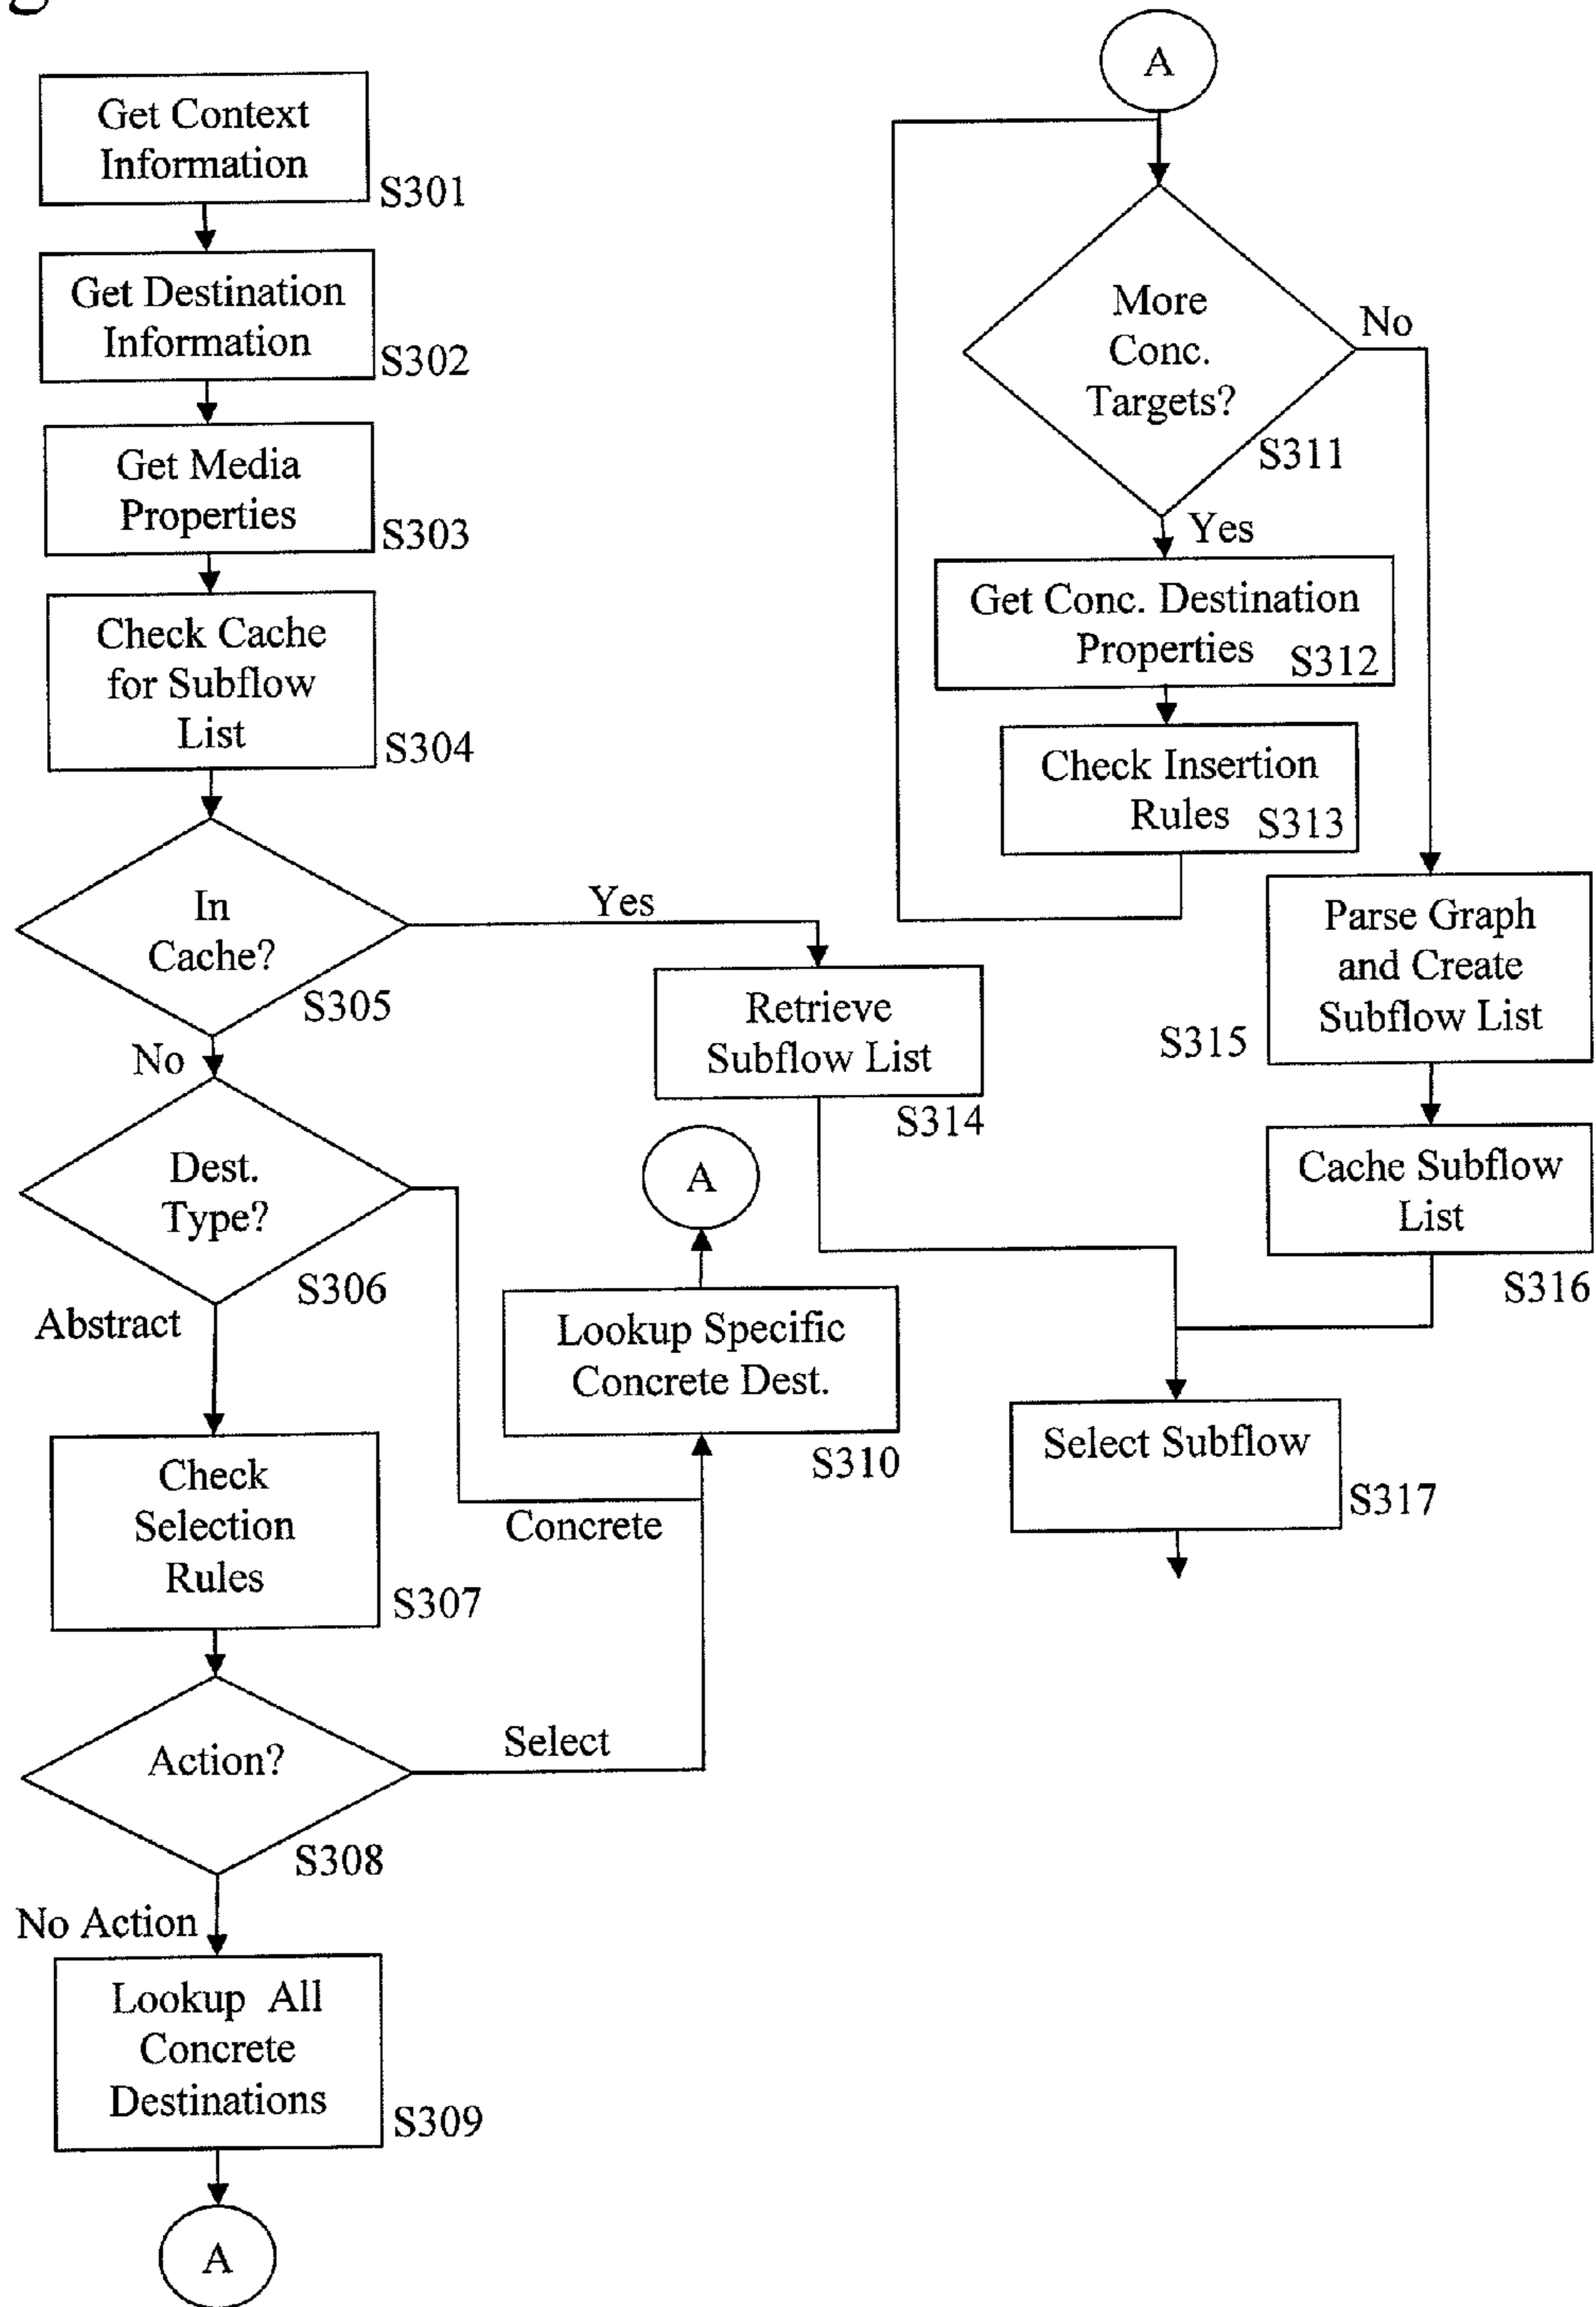 Get Context
Information
S301
Get Destination
Information
S302
Get Media
Properties
S303
Check Cache
for Subflow
List
S304
In
Cache?
S305
Yes
No
Dest.
Type?
S306
Abstract
Concrete
Check
Selection
Rules
S307
Action?
S308
Select
No Action
Lookup All
Concrete
Destinations
S309
A
Retrieve
Subflow List
S314
A
Lookup Specific
Concrete Dest.
S310
A
More
Conc.
Targets?
S311
No
Yes
Get Conc. Destination
Properties S312
Check Insertion
Rules S313
Parse Graph
and Create
Subflow List
S315
Cache Subflow
List
S316
Select Subflow
S317